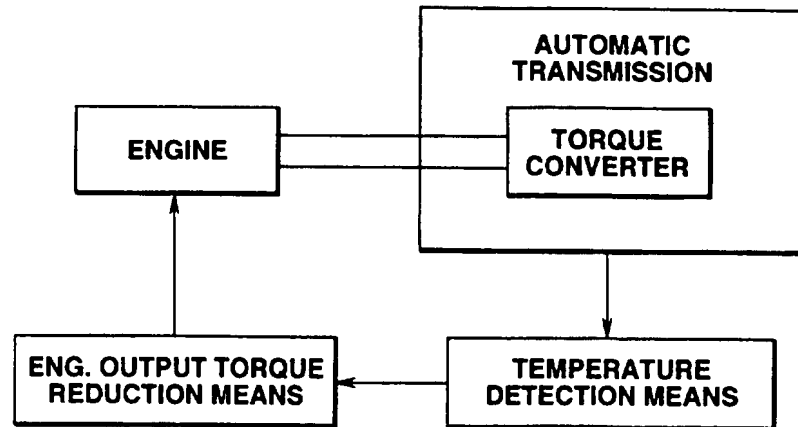 AUTOMATIC
TRANSMISSION
ENGINE
TORQUE
CONVERTER
ENG. OUTPUT TORQUE
REDUCTION MEANS
TEMPERATURE
DETECTION MEANS